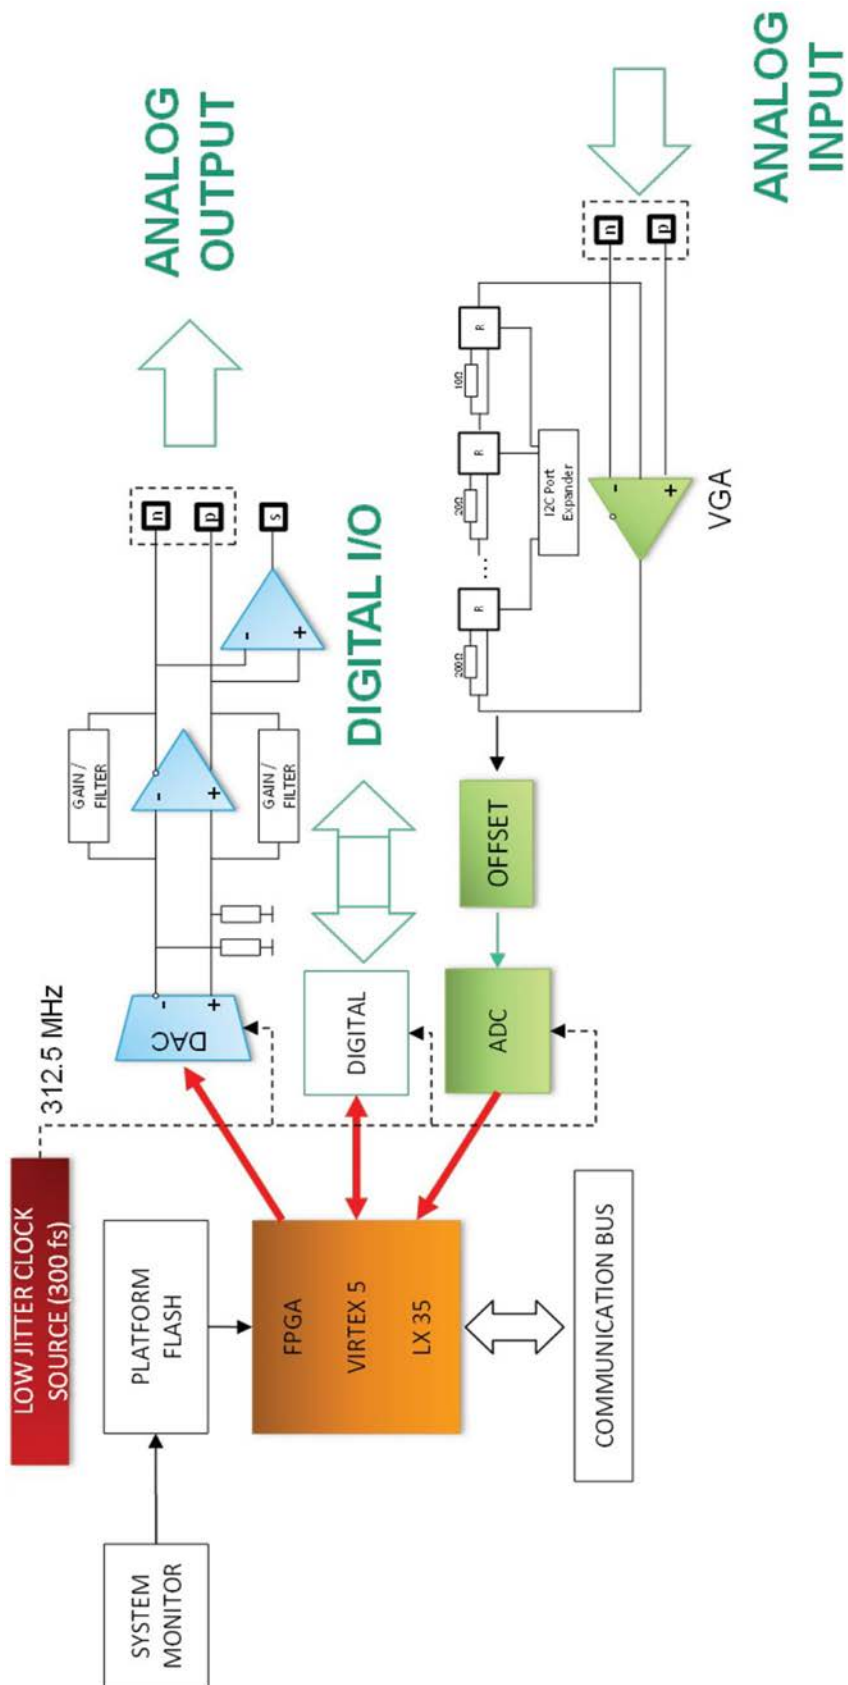 LOW JITTER CLOCK
SOURCE (300 fs)
312.5 MHz
SYSTEM
MONITOR
PLATFORM
FLASH
FPGA
VIRTEX 5
LX 35
COMMUNICATION BUS
DAC
-
+
GAIN /
FILTER
-
+
GAIN /
FILTER
-
+
n
p
s
ANALOG
OUTPUT
DIGITAL
DIGITAL I/O
ADC
OFFSET
200Ω
R
....
20Ω
R
10Ω
R
I2C Port
Expander
-
+
VGA
n
p
ANALOG
INPUT